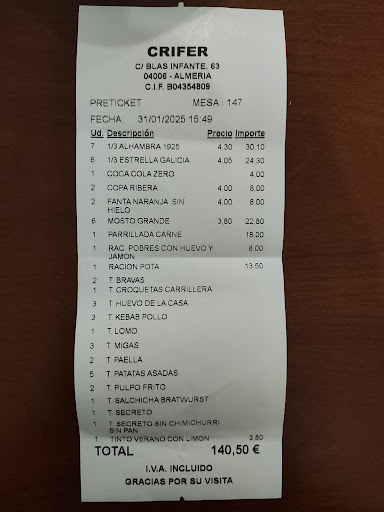 CRIFER
C/ BLAS INFANTE, 63
04006 - ALMERIA
C.I.F. B04354809
PRETICKET MESA : 147
FECHA: 31/01/2025 15:49
Ud. Descripción Precio Importe
7 1/3 ALHAMBRA 1925 4,30 30,10
6 1/3 ESTRELLA GALICIA 4,05 24,30
1 COCA COLA ZERO 4,00
2 COPA RIBERA 4,00 8,00
2 FANTA NARANJA SIN 4,00 8,00
HIELO
6 MOSTO GRANDE 3,80 22,80
1 PARRILLADA CARNE 18,00
1 RAC. POBRES CON HUEVO Y 8,00
JAMON
1 RACION POTA 13,50
2 T. BRAVAS
1 T. CROQUETAS CARRILLERA
3 T. HUEVO DE LA CASA
3 T. KEBAB POLLO
1 T. LOMO
3 T. MIGAS
2 T. PAELLA
5 T. PATATAS ASADAS
2 T. PULPO FRITO
1 T. SALCHICHA BRATWURST
1 T. SECRETO
1 T. SECRETO SIN CHIMICHURRI
SIN PAN
1 TINTO VERANO CON LIMON 3,80
TOTAL 140,50 €
I.V.A. INCLUIDO
GRACIAS POR SU VISITA